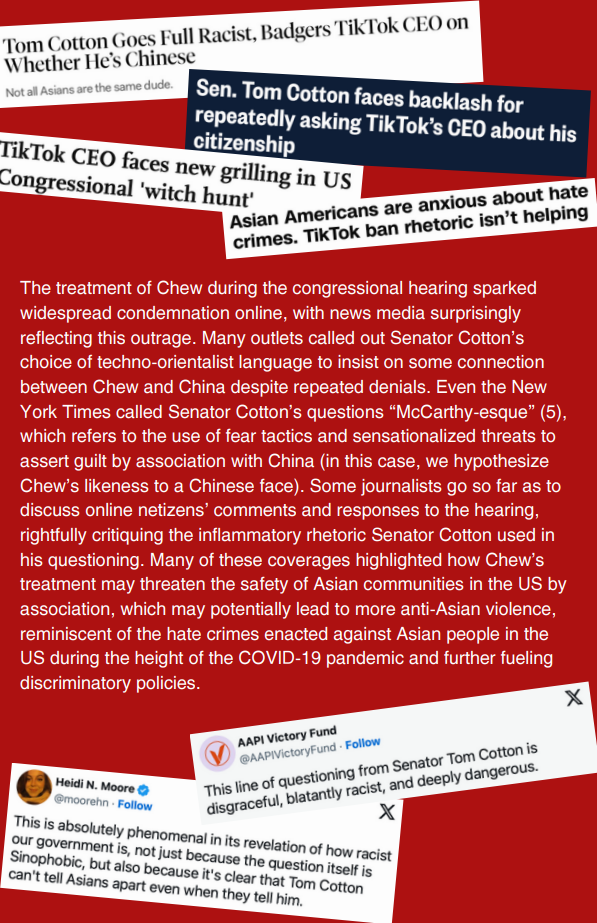 Tom Cotton Goes Full Racist, Badgers TikTok CEO on
Whether He's Chinese
Not all Asians are the same dude.
Sen. Tom Cotton faces backlash for
repeatedly asking TikTok's CEO about his
citizenship
TikTok CEO faces new grilling in US
Congressional 'witch hunt'
Asian Americans are anxious about hate
crimes. TikTok ban rhetoric isn't helping
The treatment of Chew during the congressional hearing sparked
widespread condemnation online, with news media surprisingly
reflecting this outrage. Many outlets called out Senator Cotton's
choice of techno-orientalist language to insist on some connection
between Chew and China despite repeated denials. Even the New
York Times called Senator Cotton's questions “McCarthy-esque” (5),
which refers to the use of fear tactics and sensationalized threats to
assert guilt by association with China (in this case, we hypothesize
Chew's likeness to a Chinese face). Some journalists go so far as to
discuss online netizens' comments and responses to the hearing,
rightfully critiquing the inflammatory rhetoric Senator Cotton used in
his questioning. Many of these coverages highlighted how Chew's
treatment may threaten the safety of Asian communities in the US by
association, which may potentially lead to more anti-Asian violence,
reminiscent of the hate crimes enacted against Asian people in the
US during the height of the COVID-19 pandemic and further fueling
discriminatory policies.
AAPI Victory Fund
@AAPIVictoryFund · Follow
This line of questioning from Senator Tom Cotton is
disgraceful, blatantly racist, and deeply dangerous.
Heidi N. Moore
@moorehn · Follow
This is absolutely phenomenal in its revelation of how racist
our government is, not just because the question itself is
Sinophobic, but also because it's clear that Tom Cotton
can't tell Asians apart even when they tell him.